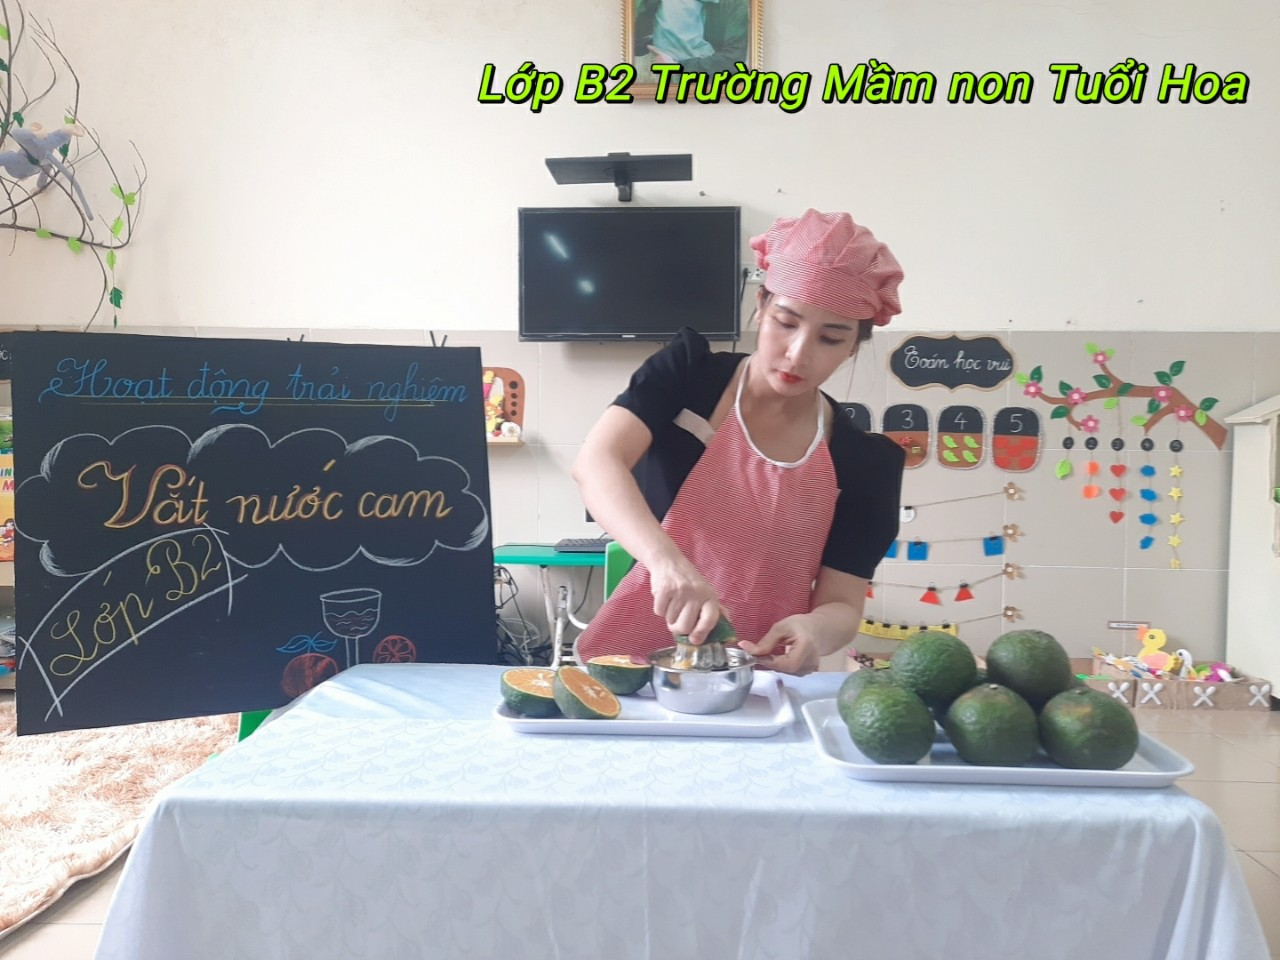 Lớp B2 Trường Mầm non Tuổi Hoa
Hoạt động trải nghiệm
Vắt nước cam
Lớp B2
Toán học vui
2
3
4
5